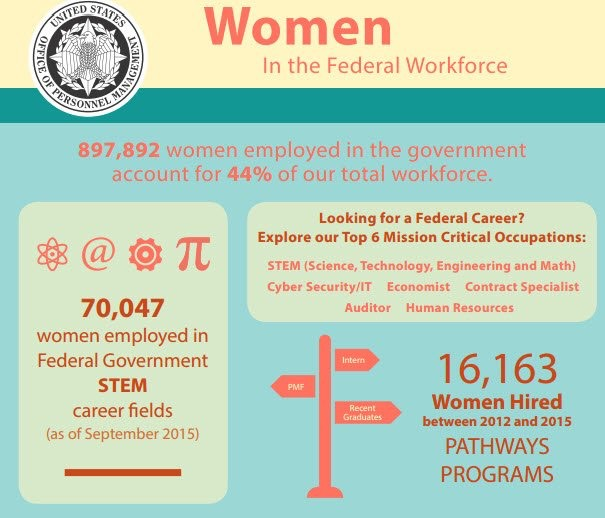 UNITED STATES
OFFICE OF PERSONNEL MANAGEMENT
Women
In the Federal Workforce
897,892 women employed in the government
account for 44% of our total workforce.
@ π
70,047
women employed in
Federal Government
STEM
career fields
(as of September 2015)
Looking for a Federal Career?
Explore our Top 6 Mission Critical Occupations:
STEM (Science, Technology, Engineering and Math)
Cyber Security/IT Economist Contract Specialist
Auditor Human Resources
Intern
PMF
Recent
Graduates
16,163
Women Hired
between 2012 and 2015
PATHWAYS
PROGRAMS